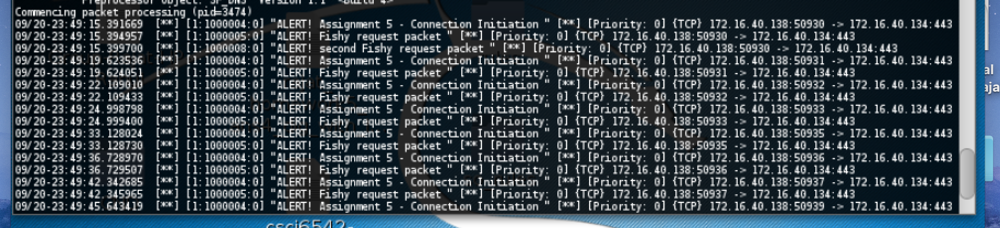 Preprocessor Object: SF_DNS Version 1.1 <Build 4>
Commencing packet processing (pid=3474)
09/20-23:49:15.391669 [**] [1:1000004:0] "ALERT! Assignment 5 - Connection Initiation " [**] [Priority: 0] {TCP} 172.16.40.138:50930 -> 172.16.40.134:443
09/20-23:49:15.394957 [**] [1:1000005:0] "ALERT! Fishy request packet " [**] [Priority: 0] {TCP} 172.16.40.138:50930 -> 172.16.40.134:443
09/20-23:49:15.399700 [**] [1:1000008:0] "ALERT! second Fishy request packet " [**] [Priority: 0] {TCP} 172.16.40.138:50930 -> 172.16.40.134:443
09/20-23:49:19.623536 [**] [1:1000004:0] "ALERT! Assignment 5 - Connection Initiation " [**] [Priority: 0] {TCP} 172.16.40.138:50931 -> 172.16.40.134:443
09/20-23:49:19.624051 [**] [1:1000005:0] "ALERT! Fishy request packet " [**] [Priority: 0] {TCP} 172.16.40.138:50931 -> 172.16.40.134:443
09/20-23:49:22.109010 [**] [1:1000004:0] "ALERT! Assignment 5 - Connection Initiation " [**] [Priority: 0] {TCP} 172.16.40.138:50932 -> 172.16.40.134:443
09/20-23:49:22.109433 [**] [1:1000005:0] "ALERT! Fishy request packet " [**] [Priority: 0] {TCP} 172.16.40.138:50932 -> 172.16.40.134:443
09/20-23:49:24.998798 [**] [1:1000004:0] "ALERT! Assignment 5 - Connection Initiation " [**] [Priority: 0] {TCP} 172.16.40.138:50933 -> 172.16.40.134:443
09/20-23:49:24.999400 [**] [1:1000005:0] "ALERT! Fishy request packet " [**] [Priority: 0] {TCP} 172.16.40.138:50933 -> 172.16.40.134:443
09/20-23:49:33.128024 [**] [1:1000004:0] "ALERT! Assignment 5 - Connection Initiation " [**] [Priority: 0] {TCP} 172.16.40.138:50935 -> 172.16.40.134:443
09/20-23:49:33.128730 [**] [1:1000005:0] "ALERT! Fishy request packet " [**] [Priority: 0] {TCP} 172.16.40.138:50935 -> 172.16.40.134:443
09/20-23:49:36.728970 [**] [1:1000004:0] "ALERT! Assignment 5 - Connection Initiation " [**] [Priority: 0] {TCP} 172.16.40.138:50936 -> 172.16.40.134:443
09/20-23:49:36.729507 [**] [1:1000005:0] "ALERT! Fishy request packet " [**] [Priority: 0] {TCP} 172.16.40.138:50936 -> 172.16.40.134:443
09/20-23:49:42.342685 [**] [1:1000004:0] "ALERT! Assignment 5 - Connection Initiation " [**] [Priority: 0] {TCP} 172.16.40.138:50937 -> 172.16.40.134:443
09/20-23:49:42.345965 [**] [1:1000005:0] "ALERT! Fishy request packet " [**] [Priority: 0] {TCP} 172.16.40.138:50937 -> 172.16.40.134:443
09/20-23:49:45.643419 [**] [1:1000004:0] "ALERT! Assignment 5 - Connection Initiation " [**] [Priority: 0] {TCP} 172.16.40.138:50939 -> 172.16.40.134:443
al
aja
csci6542-